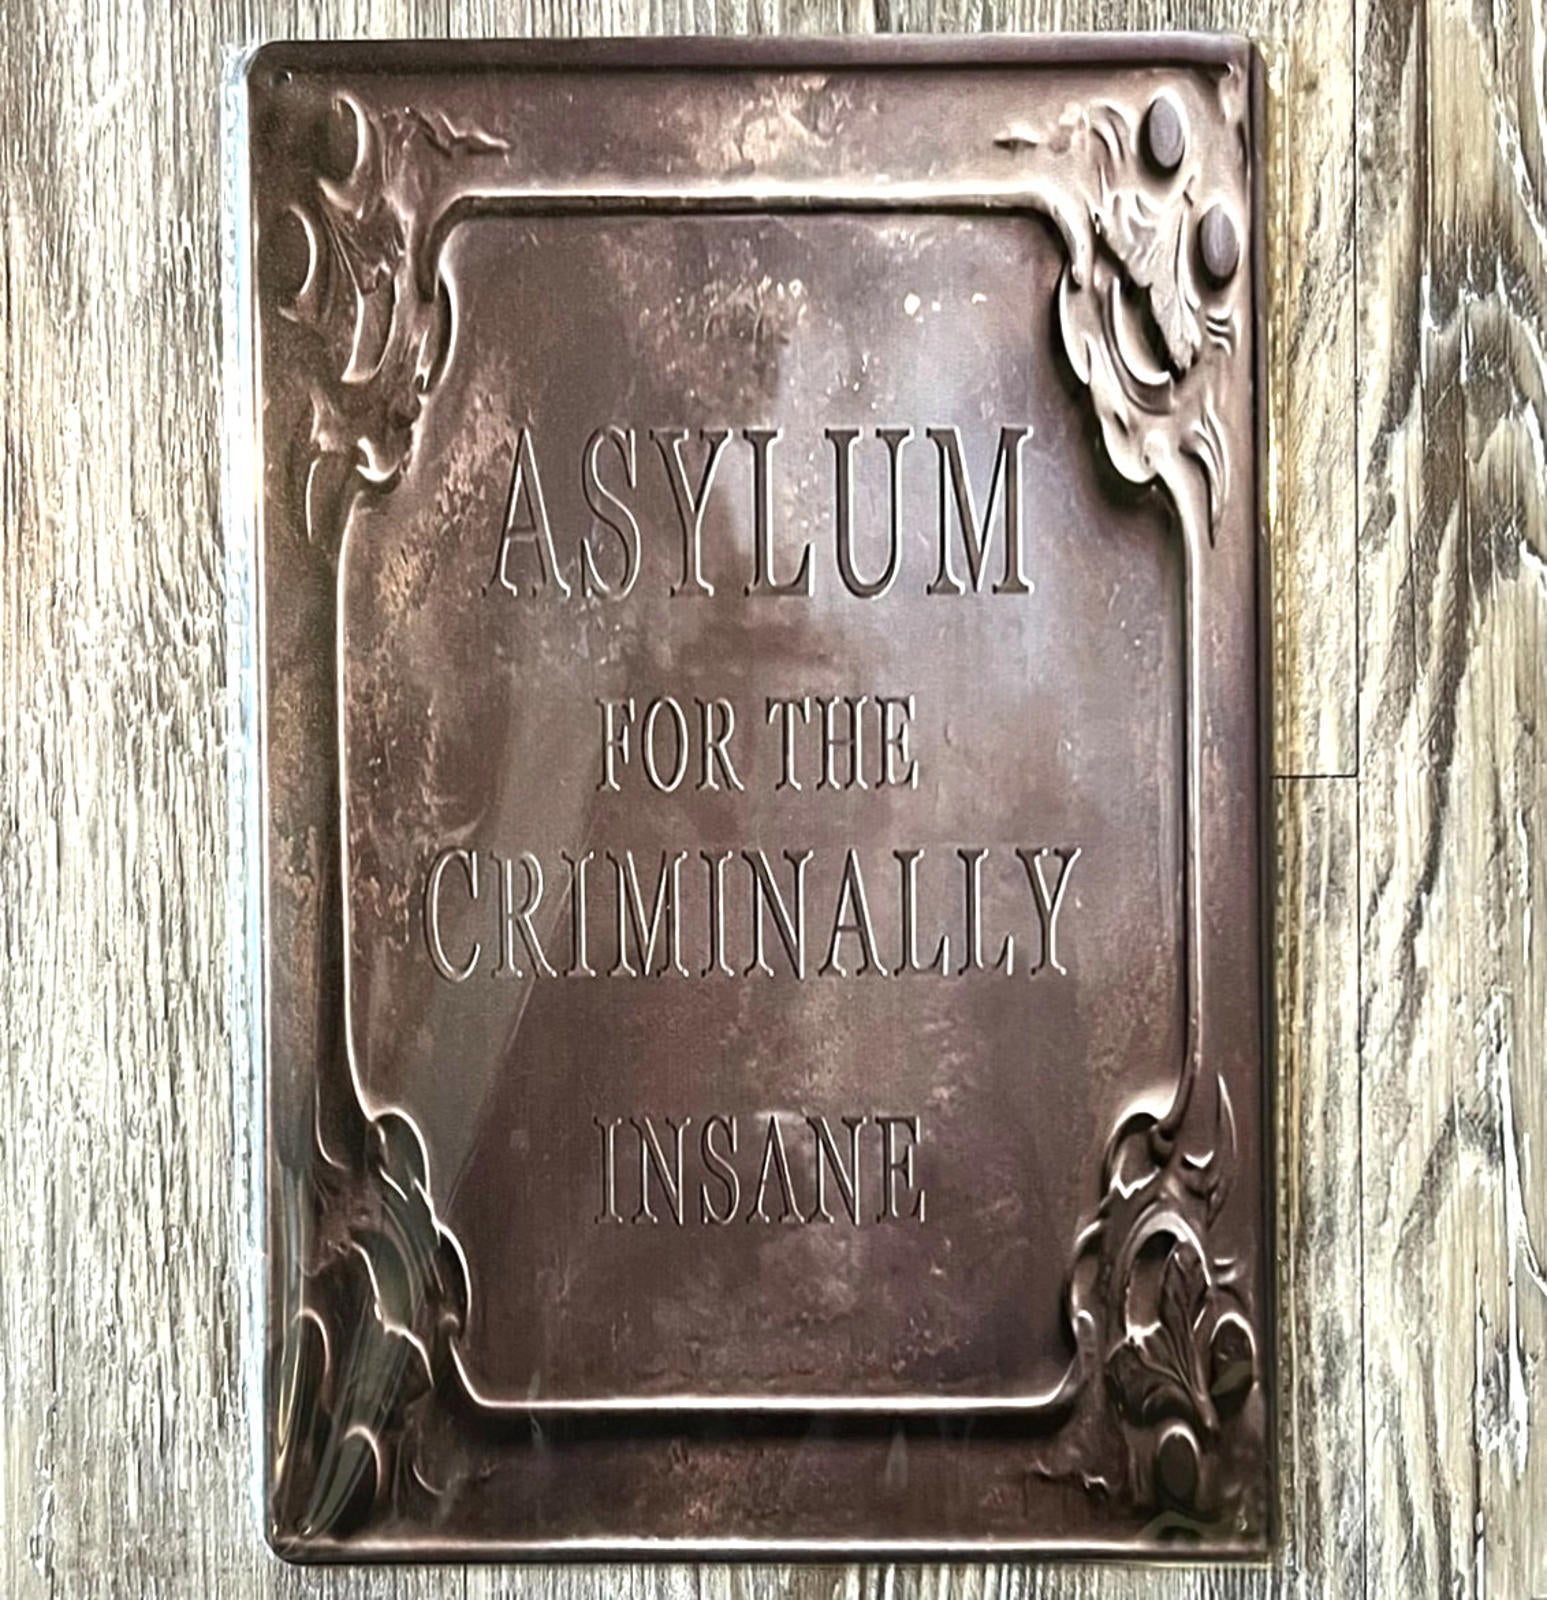 ASYLUM
FOR THE
CRIMINALLY
INSANE